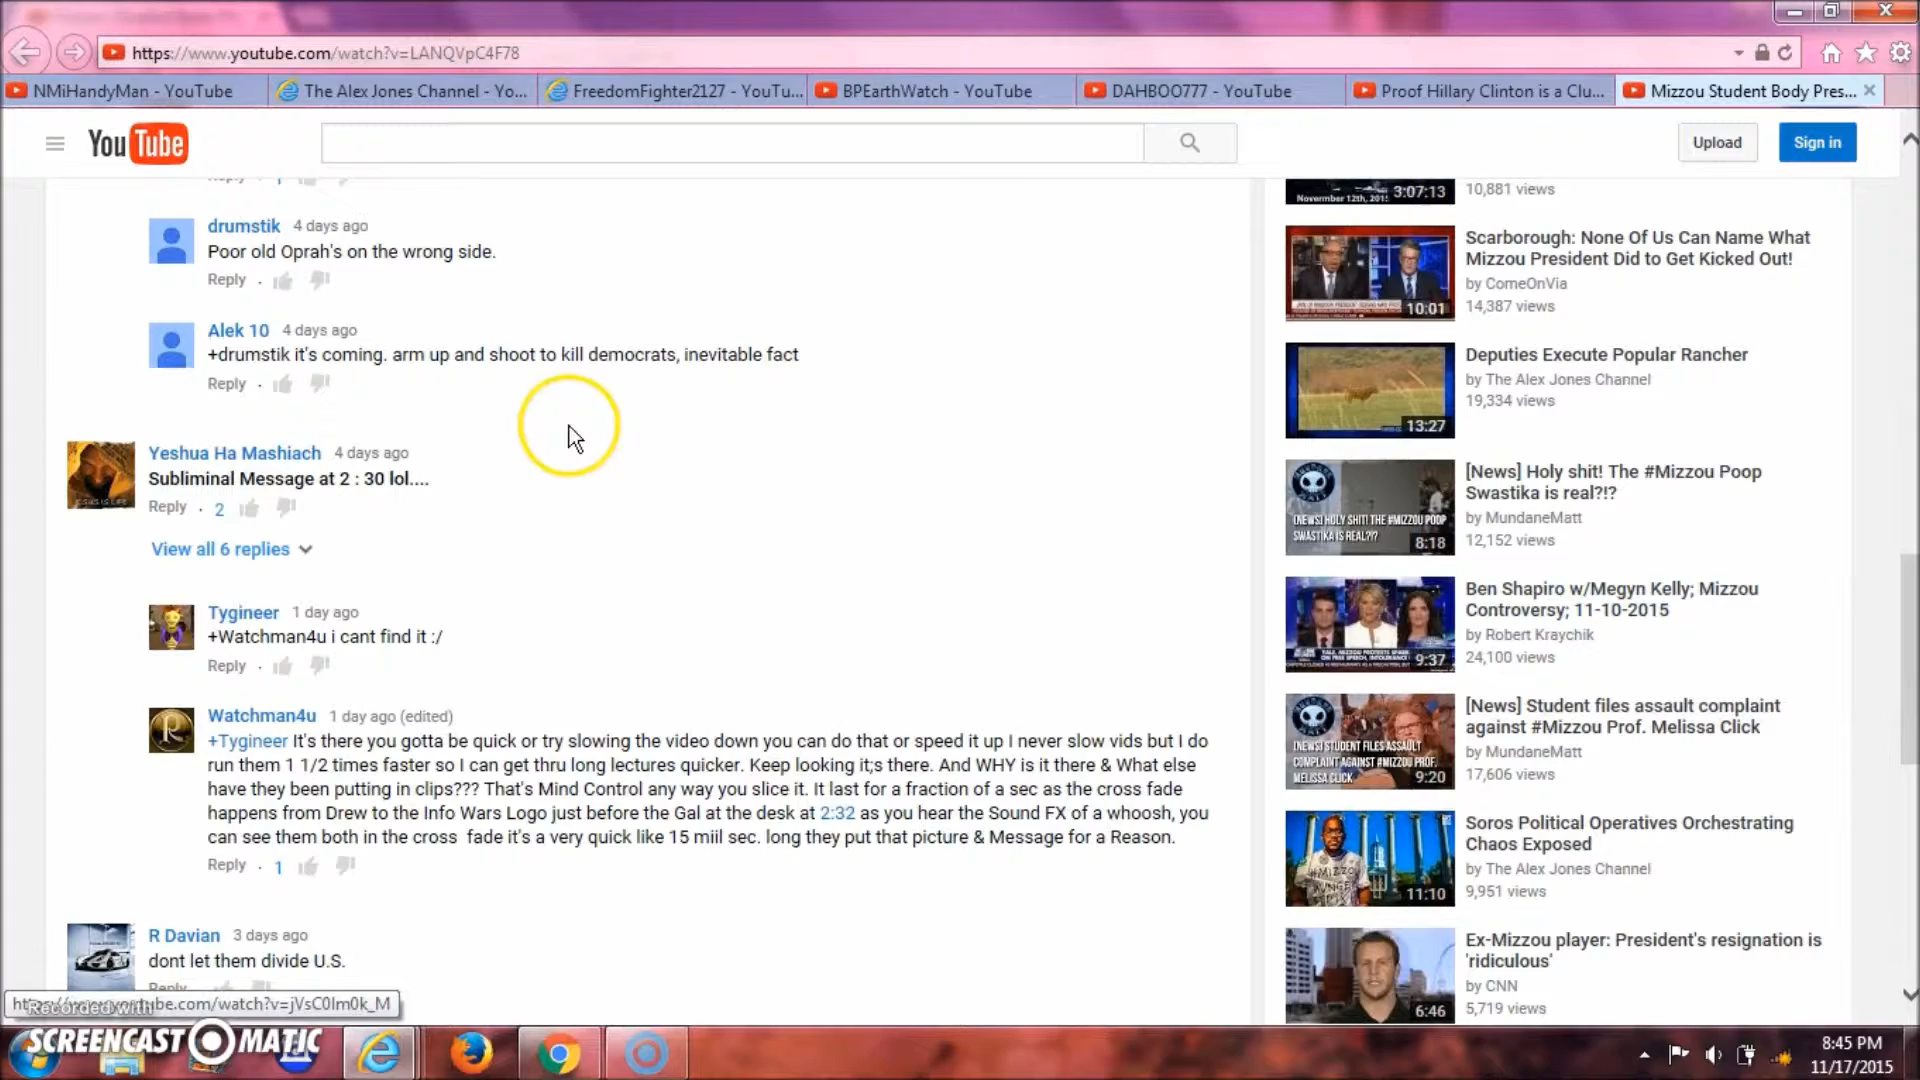 https://www.youtube.com/watch?v=LANQVpC4F78
NMiHandyMan - YouTube
The Alex Jones Channel - Yo...
FreedomFighter2127 - YouTu...
BPEarthWatch - YouTube
DAHBOO777 - YouTube
Proof Hillary Clinton is a Clu...
Mizzou Student Body Pres...
YouTube
Upload
Sign in
drumstik 4 days ago
Poor old Oprah's on the wrong side.
Reply
Alek 10 4 days ago
+drumstik it's coming. arm up and shoot to kill democrats, inevitable fact
Reply
Yeshua Ha Mashiach 4 days ago
Subliminal Message at 2 : 30 lol....
Reply 2
View all 6 replies
Tygineer 1 day ago
+Watchman4u i cant find it :/
Reply
Watchman4u 1 day ago (edited)
+Tygineer It's there you gotta be quick or try slowing the video down you can do that or speed it up I never slow vids but I do
run them 1 1/2 times faster so I can get thru long lectures quicker. Keep looking it;s there. And WHY is it there & What else
have they been putting in clips??? That's Mind Control any way you slice it. It last for a fraction of a sec as the cross fade
happens from Drew to the Info Wars Logo just before the Gal at the desk at 2:32 as you hear the Sound FX of a whoosh, you
can see them both in the cross fade it's a very quick like 15 miil sec. long they put that picture & Message for a Reason.
Reply 1
R Davian 3 days ago
dont let them divide U.S.
Reply
3:07:13
10,881 views
10:01
Scarborough: None Of Us Can Name What
Mizzou President Did to Get Kicked Out!
by ComeOnVia
14,387 views
13:27
Deputies Execute Popular Rancher
by The Alex Jones Channel
19,334 views
[NEWS] HOLY SHIT! THE #MIZZOU POOP
SWASTIKA IS REAL?!?
8:18
[News] Holy shit! The #Mizzou Poop
Swastika is real?!?
by MundaneMatt
12,152 views
9:37
Ben Shapiro w/Megyn Kelly; Mizzou
Controversy; 11-10-2015
by Robert Kraychik
24,100 views
[NEWS] STUDENT FILES ASSAULT
COMPLAINT AGAINST #MIZZOU PROF.
MELISSA CLICK
9:20
[News] Student files assault complaint
against #Mizzou Prof. Melissa Click
by MundaneMatt
17,606 views
11:10
Soros Political Operatives Orchestrating
Chaos Exposed
by The Alex Jones Channel
9,951 views
6:46
Ex-Mizzou player: President's resignation is
'ridiculous'
by CNN
5,719 views
Recorded with
SCREENCAST MATIC
8:45 PM
11/17/2015